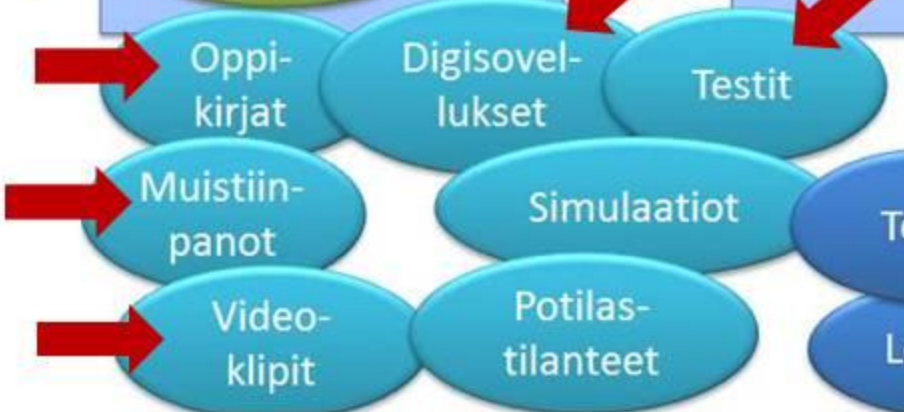 Oppi-
kirjat
Digisovel-
lukset
Testit
Muistiin-
panot
Simulaatiot
Video-
klipit
Potilas-
tilanteet